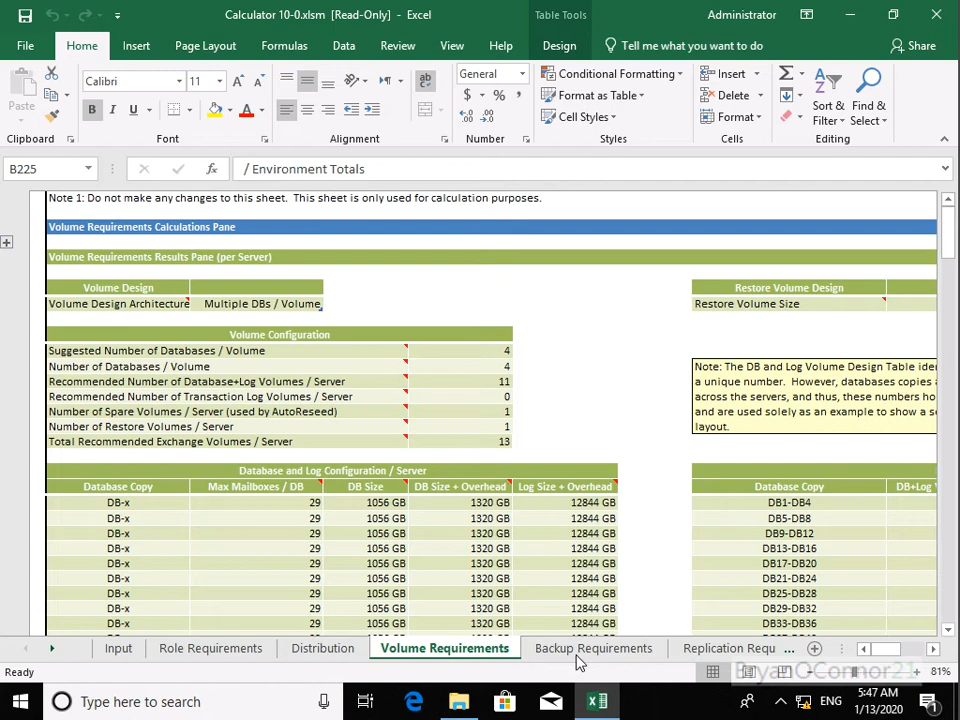 Calculator 10-0.xlsm [Read-Only] - Excel
Table Tools
Administrator
File
Home
Insert
Page Layout
Formulas
Data
Review
View
Help
Design
Tell me what you want to do
Share
Paste
Calibri
11
B I U
General
$ % ,
Conditional Formatting
Format as Table
Cell Styles
Insert
Delete
Format
Sort & Filter
Find & Select
Clipboard
Font
Alignment
Number
Styles
Cells
Editing
B225
fx
/ Environment Totals
Note 1: Do not make any changes to this sheet. This sheet is only used for calculation purposes.
Volume Requirements Calculations Pane
Volume Requirements Results Pane (per Server)
Volume Design
Restore Volume Design
Volume Design Architecture Multiple DBs / Volume
Restore Volume Size
Volume Configuration
Suggested Number of Databases / Volume 4
Number of Databases / Volume 4
Recommended Number of Database+Log Volumes / Server 11
Recommended Number of Transaction Log Volumes / Server 0
Number of Spare Volumes / Server (used by AutoReseed) 1
Number of Restore Volumes / Server 1
Total Recommended Exchange Volumes / Server 13
Note: The DB and Log Volume Design Table iden
a unique number. However, databases copies a
across the servers, and thus, these numbers ho
and are used solely as an example to show a se
layout.
Database and Log Configuration / Server
Database Copy Max Mailboxes / DB DB Size DB Size + Overhead Log Size + Overhead
DB-x 29 1056 GB 1320 GB 12844 GB
DB-x 29 1056 GB 1320 GB 12844 GB
DB-x 29 1056 GB 1320 GB 12844 GB
DB-x 29 1056 GB 1320 GB 12844 GB
DB-x 29 1056 GB 1320 GB 12844 GB
DB-x 29 1056 GB 1320 GB 12844 GB
DB-x 29 1056 GB 1320 GB 12844 GB
DB-x 29 1056 GB 1320 GB 12844 GB
DB-x 29 1056 GB 1320 GB 12844 GB
Database Copy DB+Log V
DB1-DB4
DB5-DB8
DB9-DB12
DB13-DB16
DB17-DB20
DB21-DB24
DB25-DB28
DB29-DB32
DB33-DB36
Input
Role Requirements
Distribution
Volume Requirements
Backup Requirements
Replication Requ ...
Ready
81%
BryanOConnor21
Type here to search
ENG
5:47 AM
1/13/2020
1